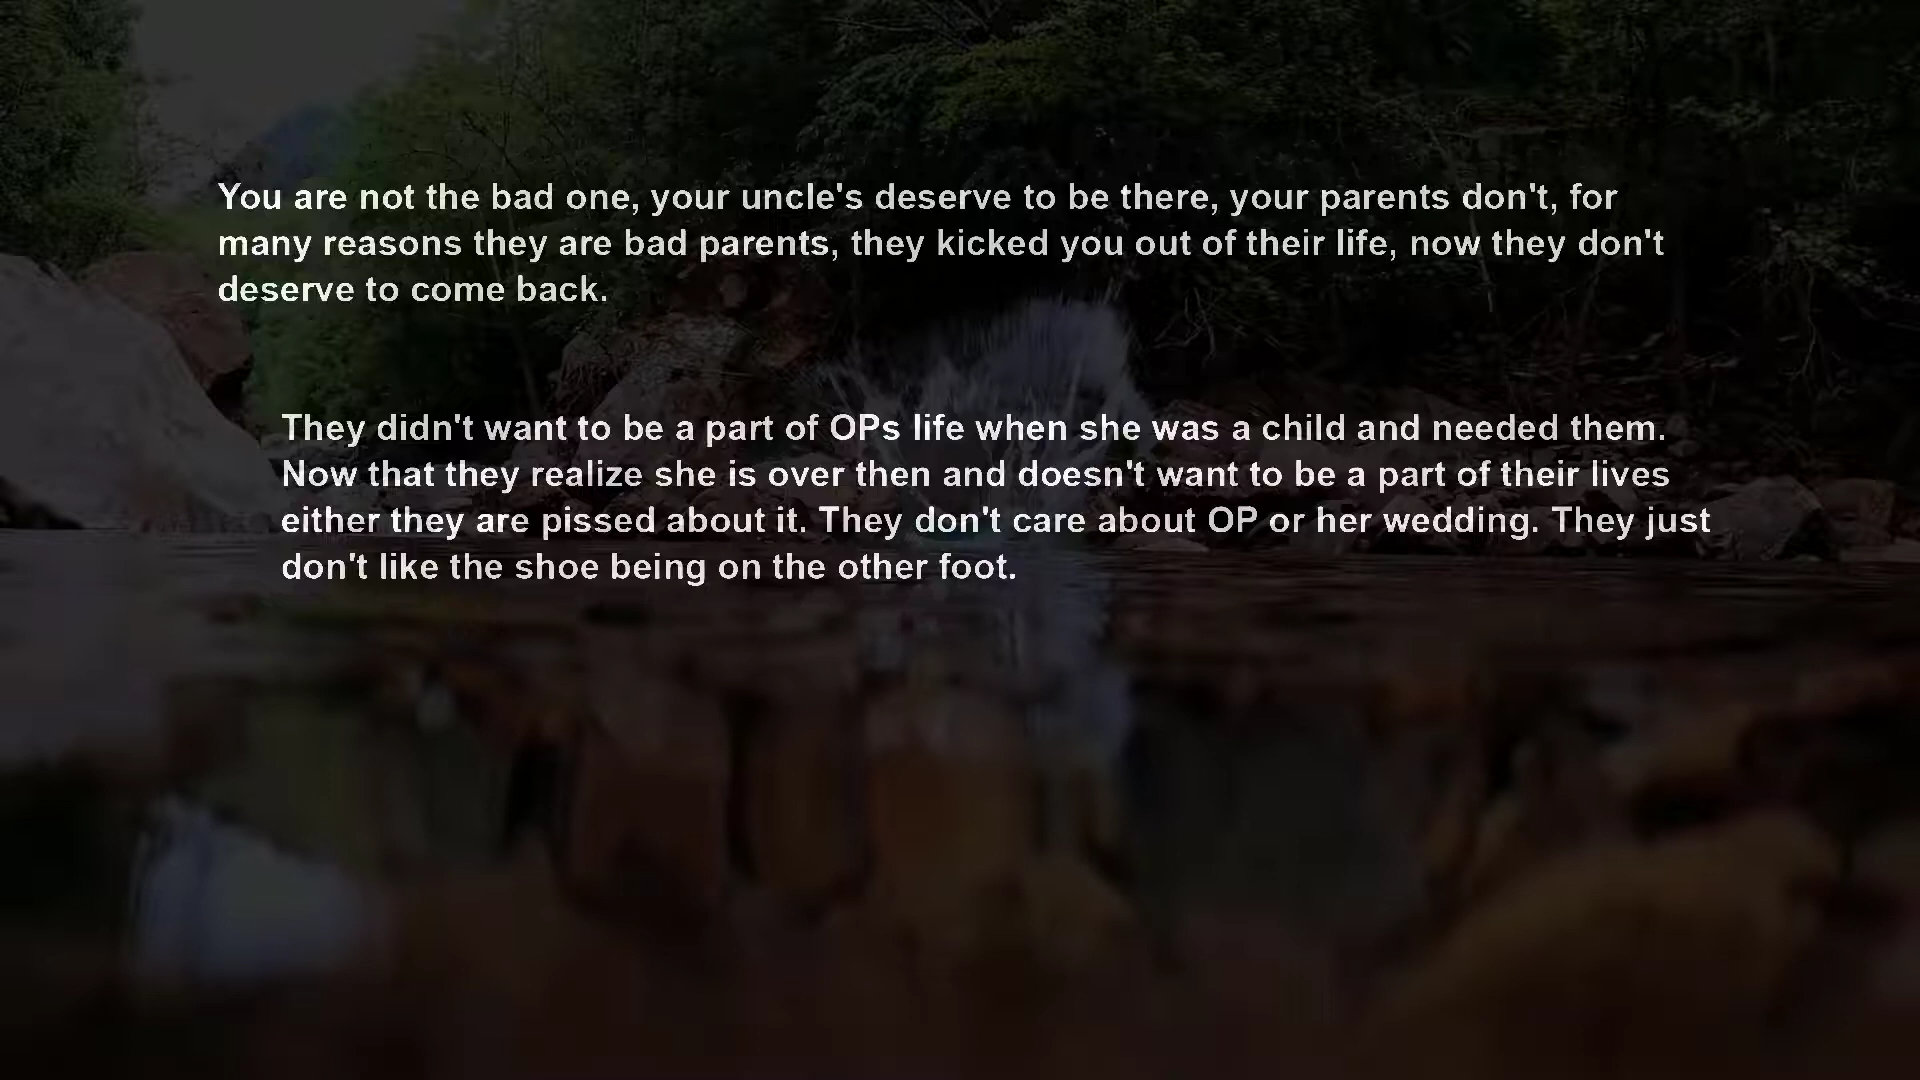 You are not the bad one, your uncle's deserve to be there, your parents don't, for
many reasons they are bad parents, they kicked you out of their life, now they don't
deserve to come back.
They didn't want to be a part of OPs life when she was a child and needed them.
Now that they realize she is over then and doesn't want to be a part of their lives
either they are pissed about it. They don't care about OP or her wedding. They just
don't like the shoe being on the other foot.